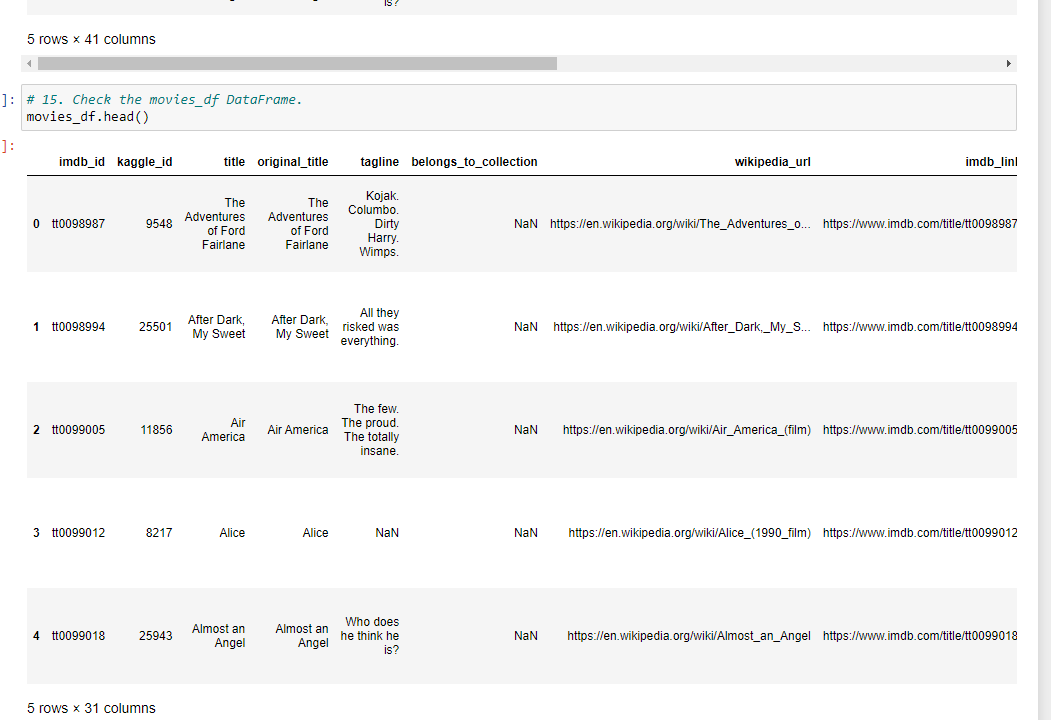 is?
5 rows × 41 columns
]: # 15. Check the movies_df DataFrame.
movies_df.head()
]:
imdb_id kaggle_id title original_title tagline belongs_to_collection wikipedia_url imdb_link
0 tt0098987 9548 The Adventures of Ford Fairlane The Adventures of Ford Fairlane Kojak. Columbo. Dirty Harry. Wimps. NaN https://en.wikipedia.org/wiki/The_Adventures_o... https://www.imdb.com/title/tt0098987
1 tt0098994 25501 After Dark, My Sweet After Dark, My Sweet All they risked was everything. NaN https://en.wikipedia.org/wiki/After_Dark,_My_S... https://www.imdb.com/title/tt0098994
2 tt0099005 11856 Air America Air America The few. The proud. The totally insane. NaN https://en.wikipedia.org/wiki/Air_America_(film) https://www.imdb.com/title/tt0099005
3 tt0099012 8217 Alice Alice NaN NaN https://en.wikipedia.org/wiki/Alice_(1990_film) https://www.imdb.com/title/tt0099012
4 tt0099018 25943 Almost an Angel Almost an Angel Who does he think he is? NaN https://en.wikipedia.org/wiki/Almost_an_Angel https://www.imdb.com/title/tt0099018
5 rows × 31 columns